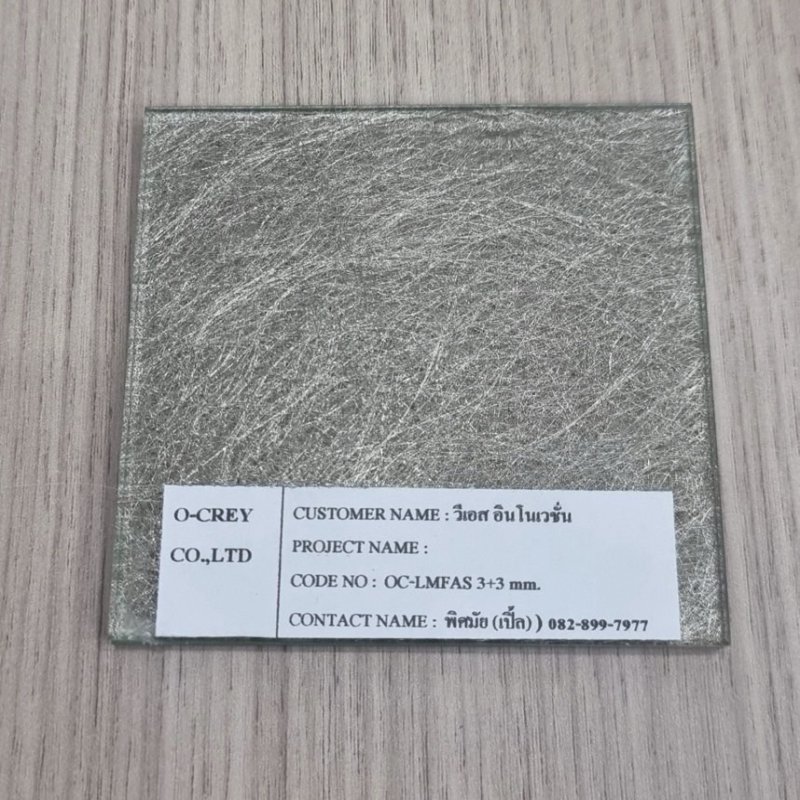 O-CREY
CO.,LTD
CUSTOMER NAME : วีเอส อินโนเวชั่น
PROJECT NAME :
CODE NO : OC-LMFAS 3+3 mm.
CONTACT NAME : พิศมัย (เปิ้ล) ) 082-899-7977